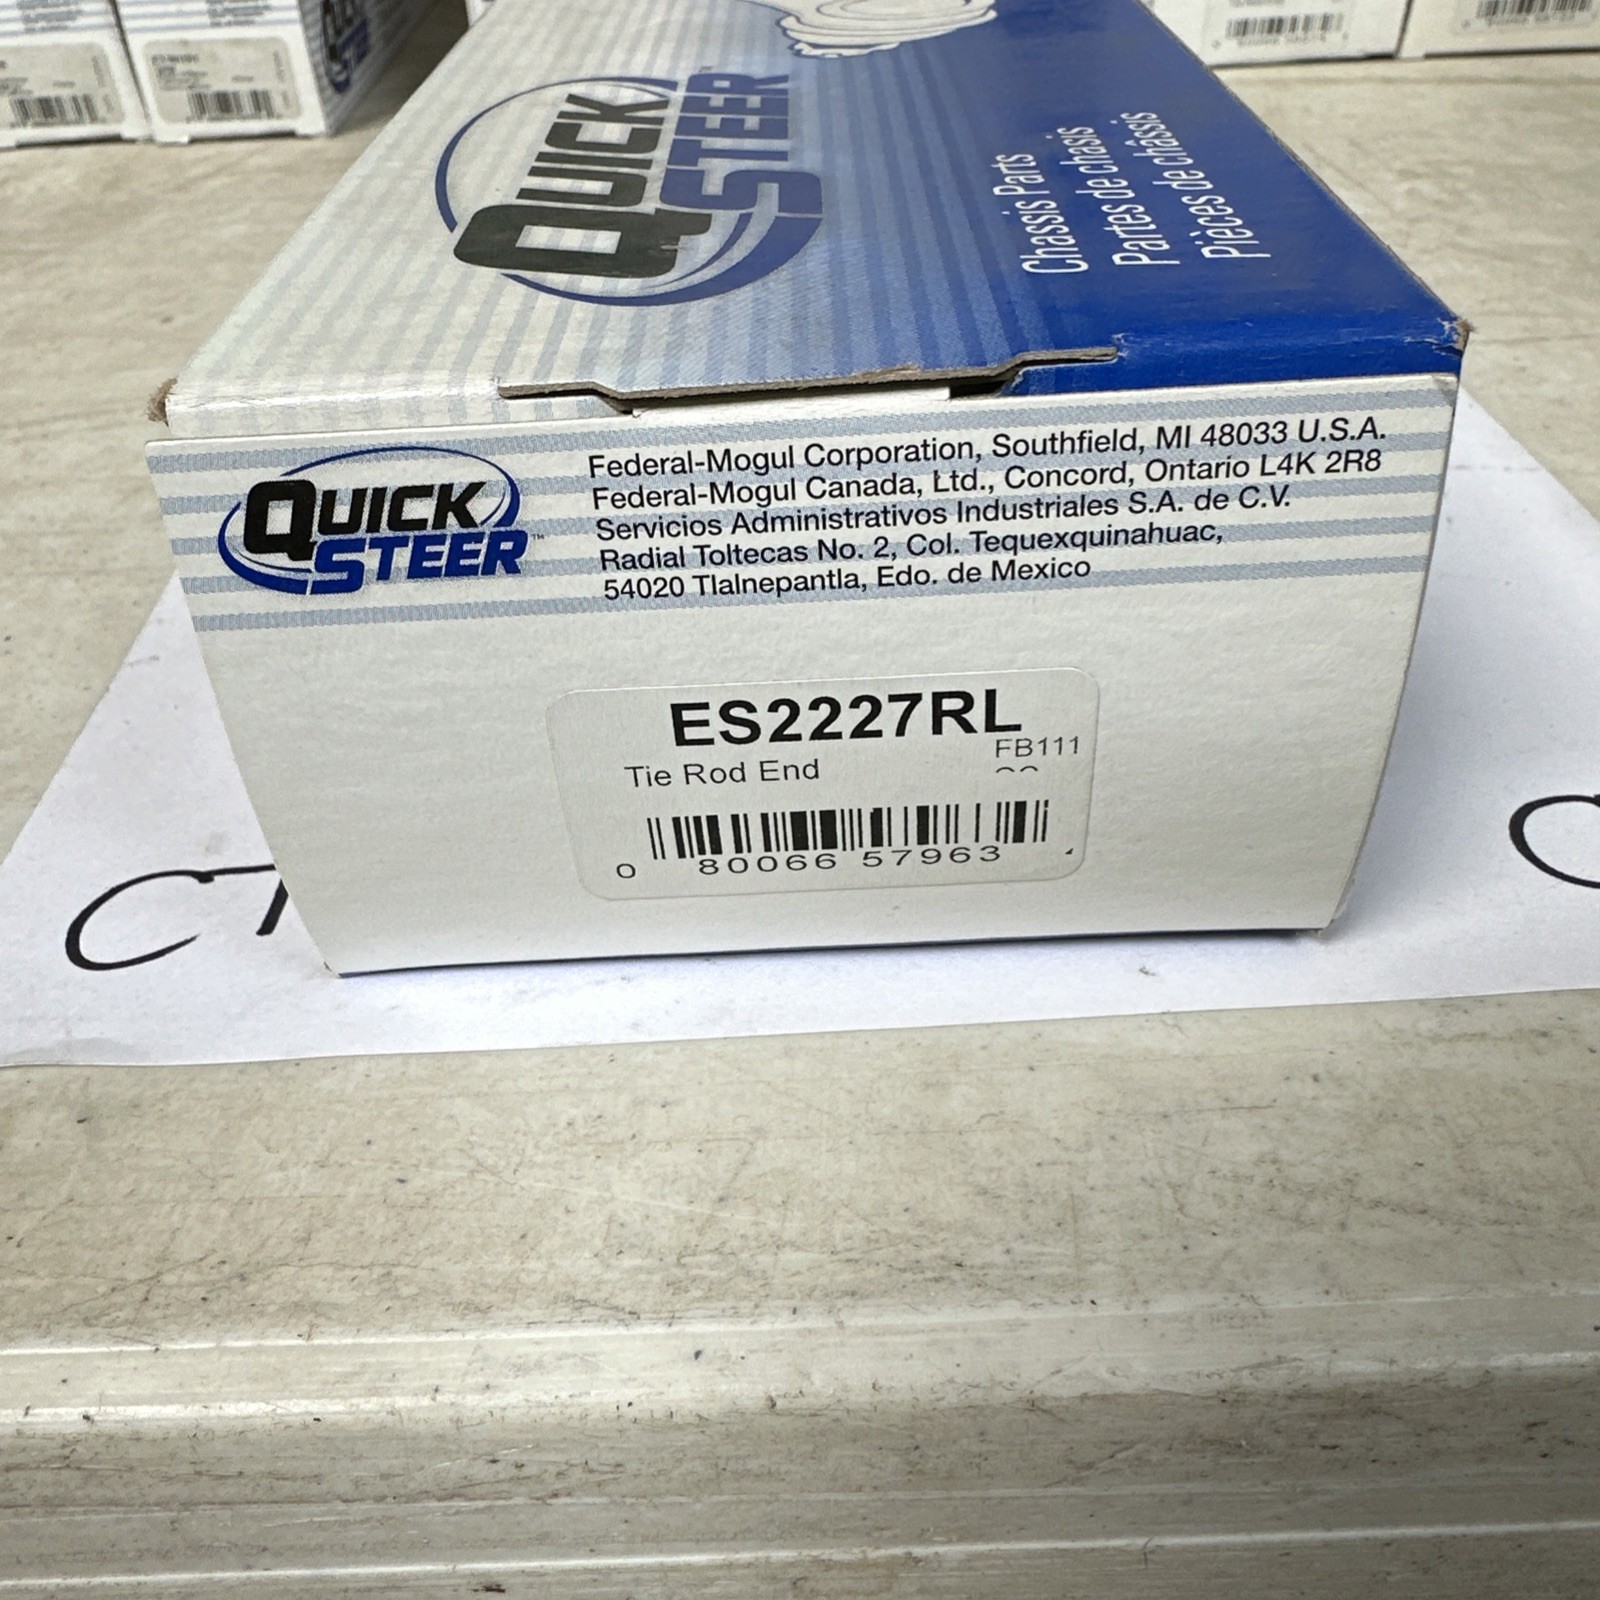 QUICK
STEER
Chassis Parts
Partes de chasis
Pièces de châssis
QUICK
STEER™
Federal-Mogul Corporation, Southfield, MI 48033 U.S.A.
Federal-Mogul Canada, Ltd., Concord, Ontario L4K 2R8
Servicios Administrativos Industriales S.A. de C.V.
Radial Toltecas No. 2, Col. Tequexquinahuac,
54020 Tlalnepantla, Edo. de Mexico
ES2227RL
FB111
Tie Rod End
0 80066 57963
CT
C